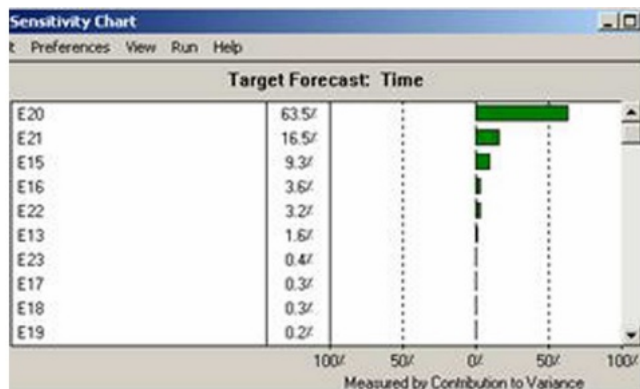 Sensitivity Chart
t Preferences View Run Help
Target Forecast: Time
E20 63.5%
E21 16.5%
E15 9.3%
E16 3.6%
E22 3.2%
E13 1.6%
E23 0.4%
E17 0.3%
E18 0.3%
E19 0.2%
100% 50% 0% 50% 100%
Measured by Contribution to Variance